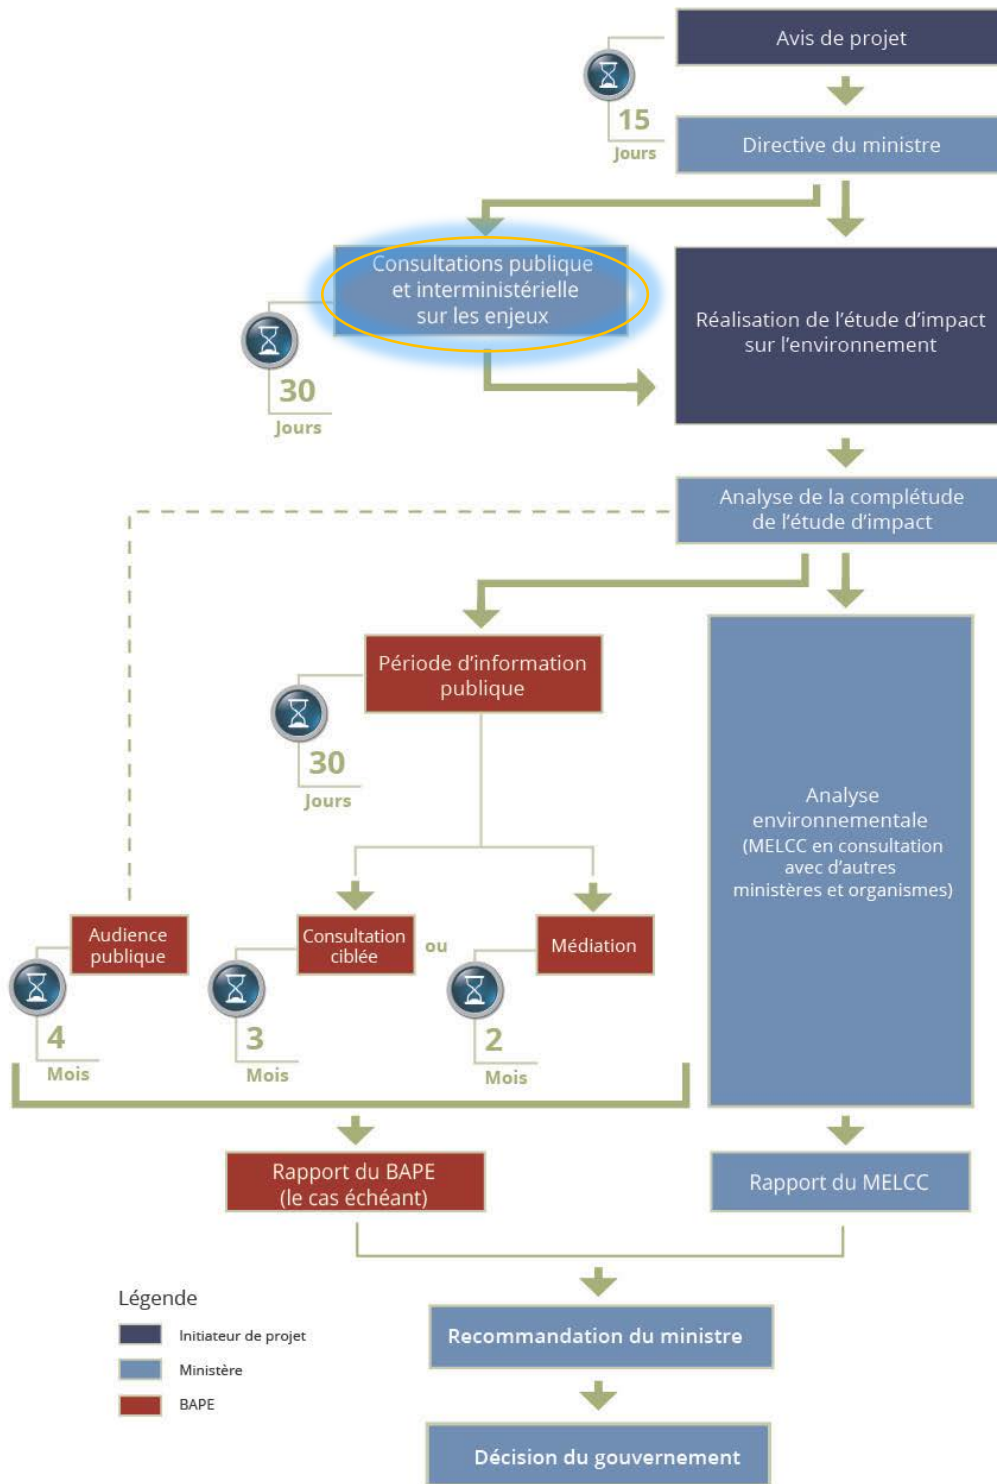 Avis de projet
15
Jours
Directive du ministre
Consultations publique
et interministérielle
sur les enjeux
30
Jours
Réalisation de l'étude d'impact
sur l'environnement
Analyse de la complétude
de l'étude d'impact
Période d'information
publique
30
Jours
Analyse
environnementale
(MELCC en consultation
avec d'autres
ministères et organismes)
Audience
publique
4
Mois
Consultation
ciblée
3
Mois
ou
Médiation
2
Mois
Rapport du BAPE
(le cas échéant)
Rapport du MELCC
Recommandation du ministre
Décision du gouvernement
Légende
Initiateur de projet
Ministère
BAPE